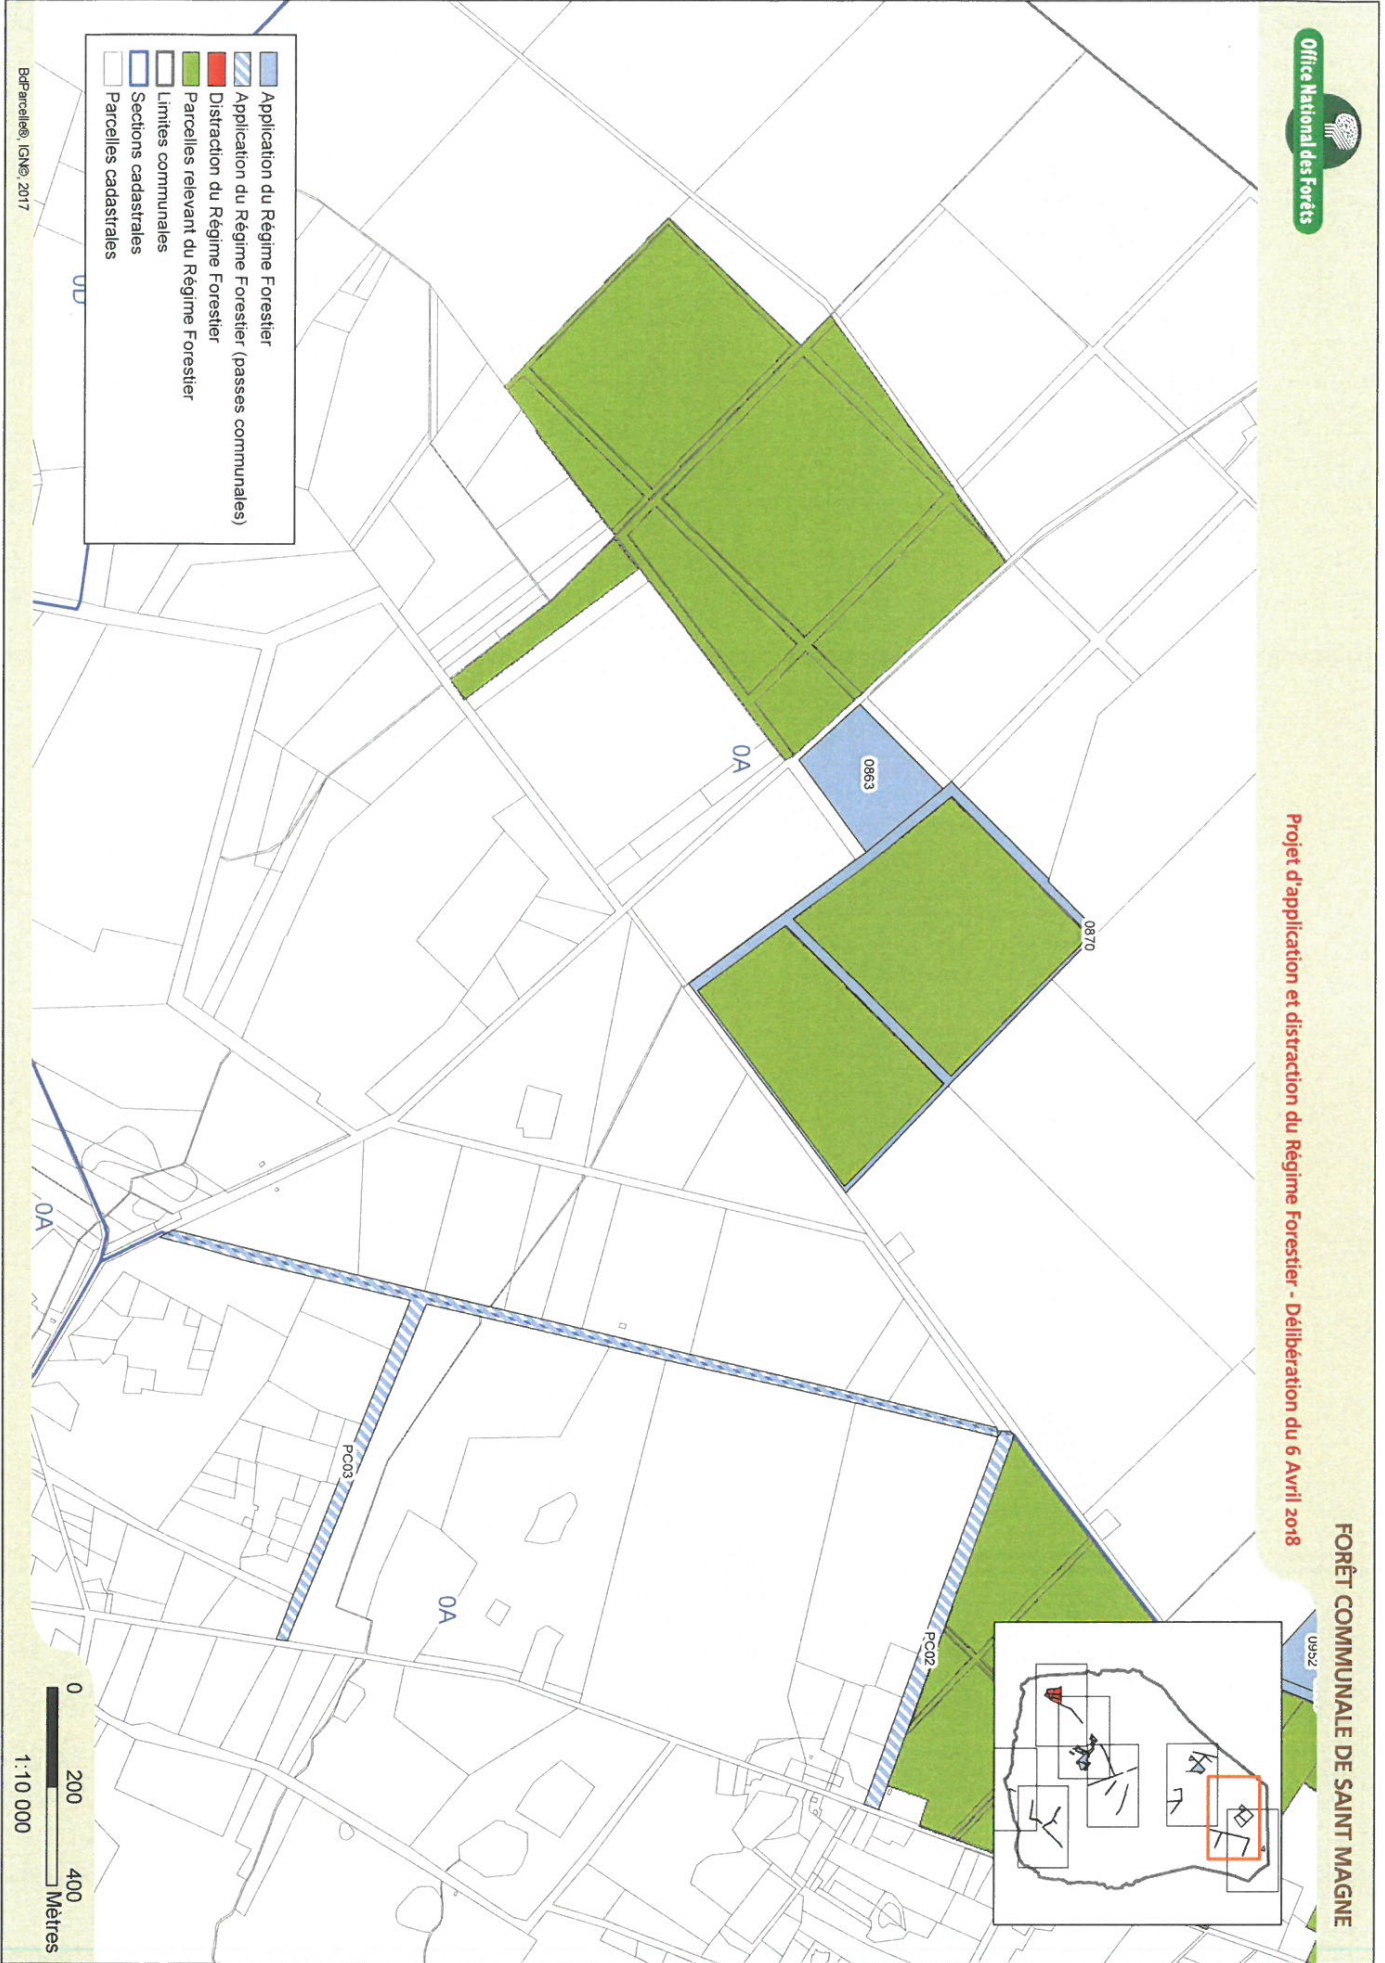 Office National des Forêts
FORÊT COMMUNALE DE SAINT MAGNE
Projet d'application et distraction du Régime Forestier - Délibération du 6 Avril 2018
0952
0870
0863
0A
PC02
0A
PC03
0A
0D
Application du Régime Forestier
Application du Régime Forestier (passes communales)
Distraction du Régime Forestier
Parcelles relevant du Régime Forestier
Limites communales
Sections cadastrales
Parcelles cadastrales
0 200 400
Mètres
1:10 000
BdParcelle®, IGN®, 2017